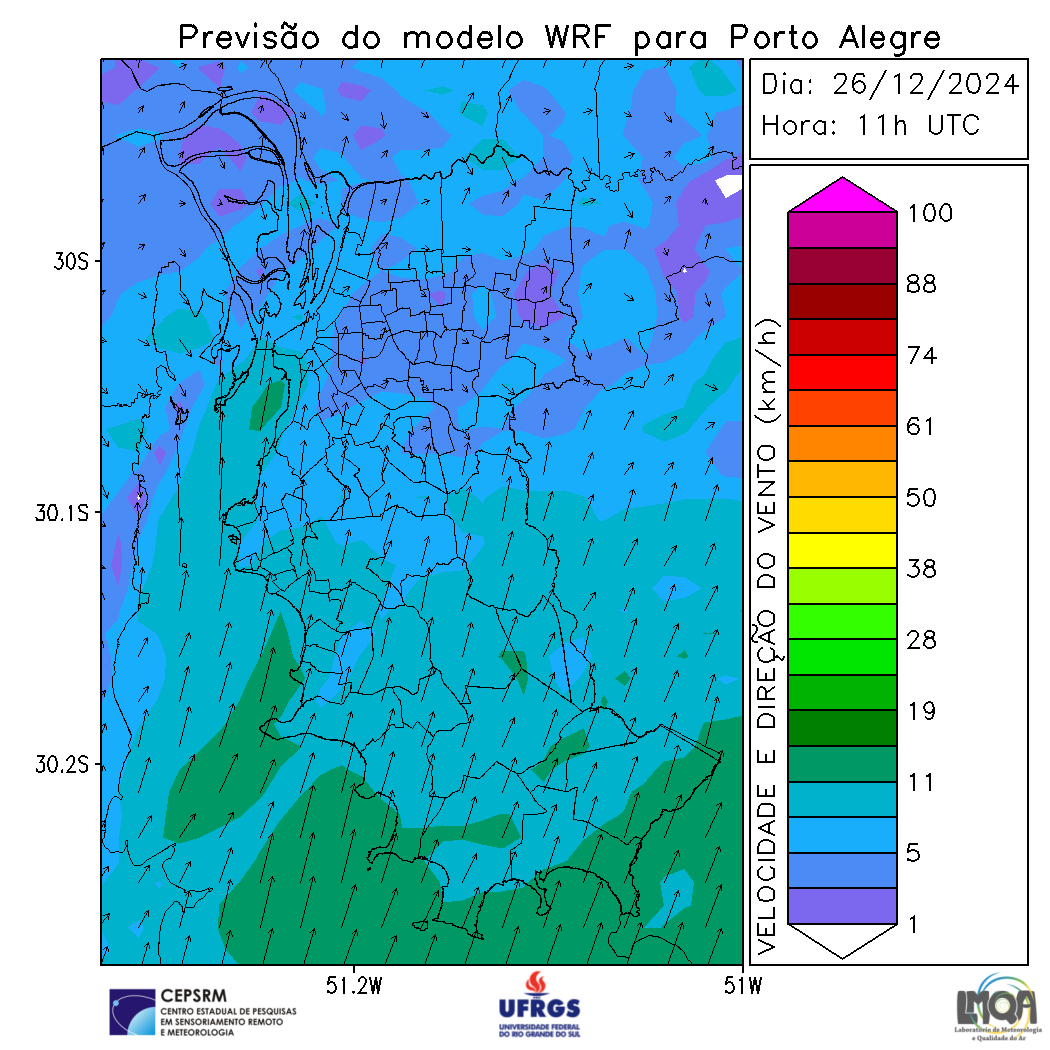 Previsão do modelo WRF para Porto Alegre
Dia: 26/12/2024
Hora: 11h UTC
30S
30.1S
30.2S
51.2W
51W
VELOCIDADE E DIREÇÃO DO VENTO (km/h)
100
88
74
61
50
38
28
19
11
5
1
CEPSRM
CENTRO ESTADUAL DE PESQUISAS
EM SENSORIAMENTO REMOTO
E METEOROLOGIA
UFRGS
UNIVERSIDADE FEDERAL
DO RIO GRANDE DO SUL
LMQA
Laboratório de Meteorologia
e Qualidade do Ar